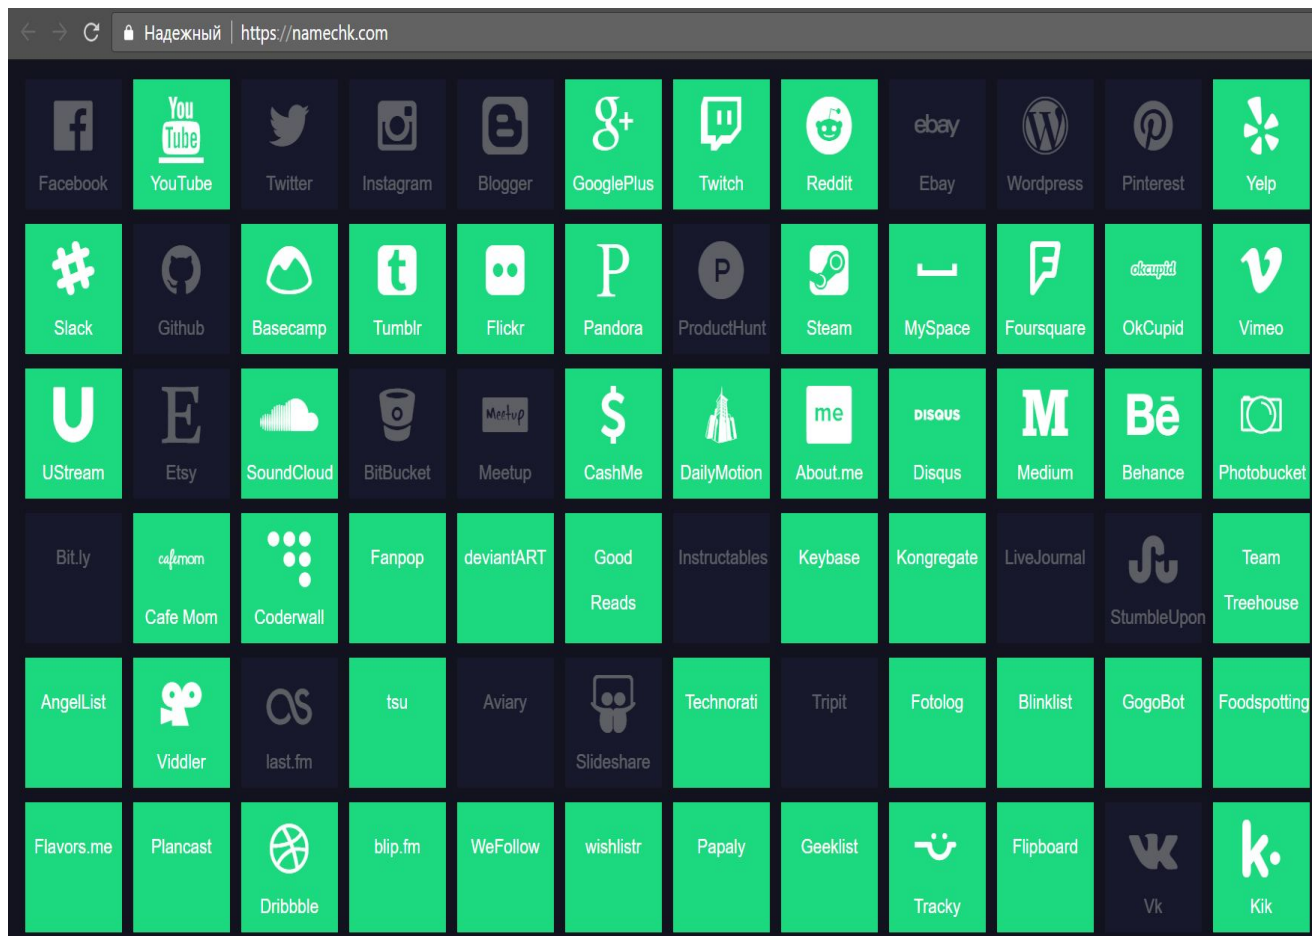 Надежный https://namechk.com
You
Tube
g+
ebay
Facebook YouTube Twitter Instagram Blogger GooglePlus Twitch Reddit Ebay Wordpress Pinterest Yelp
P P okcupid
Slack Github Basecamp Tumblr Flickr Pandora ProductHunt Steam MySpace Foursquare OkCupid Vimeo
U E Meetup $ me DISQUS M Bē
UStream Etsy SoundCloud BitBucket Meetup CashMe DailyMotion About.me Disqus Medium Behance Photobucket
Bit.ly cafemom Fanpop deviantART Good Instructables Keybase Kongregate LiveJournal Team
Cafe Mom Coderwall Reads StumbleUpon Treehouse
AngelList tsu Aviary Technorati Tripit Fotolog Blinklist GogoBot Foodspotting
Viddler last.fm Slideshare
Flavors.me Plancast blip.fm WeFollow wishlistr Papaly Geeklist Flipboard k.
Dribbble Tracky Vk Kik